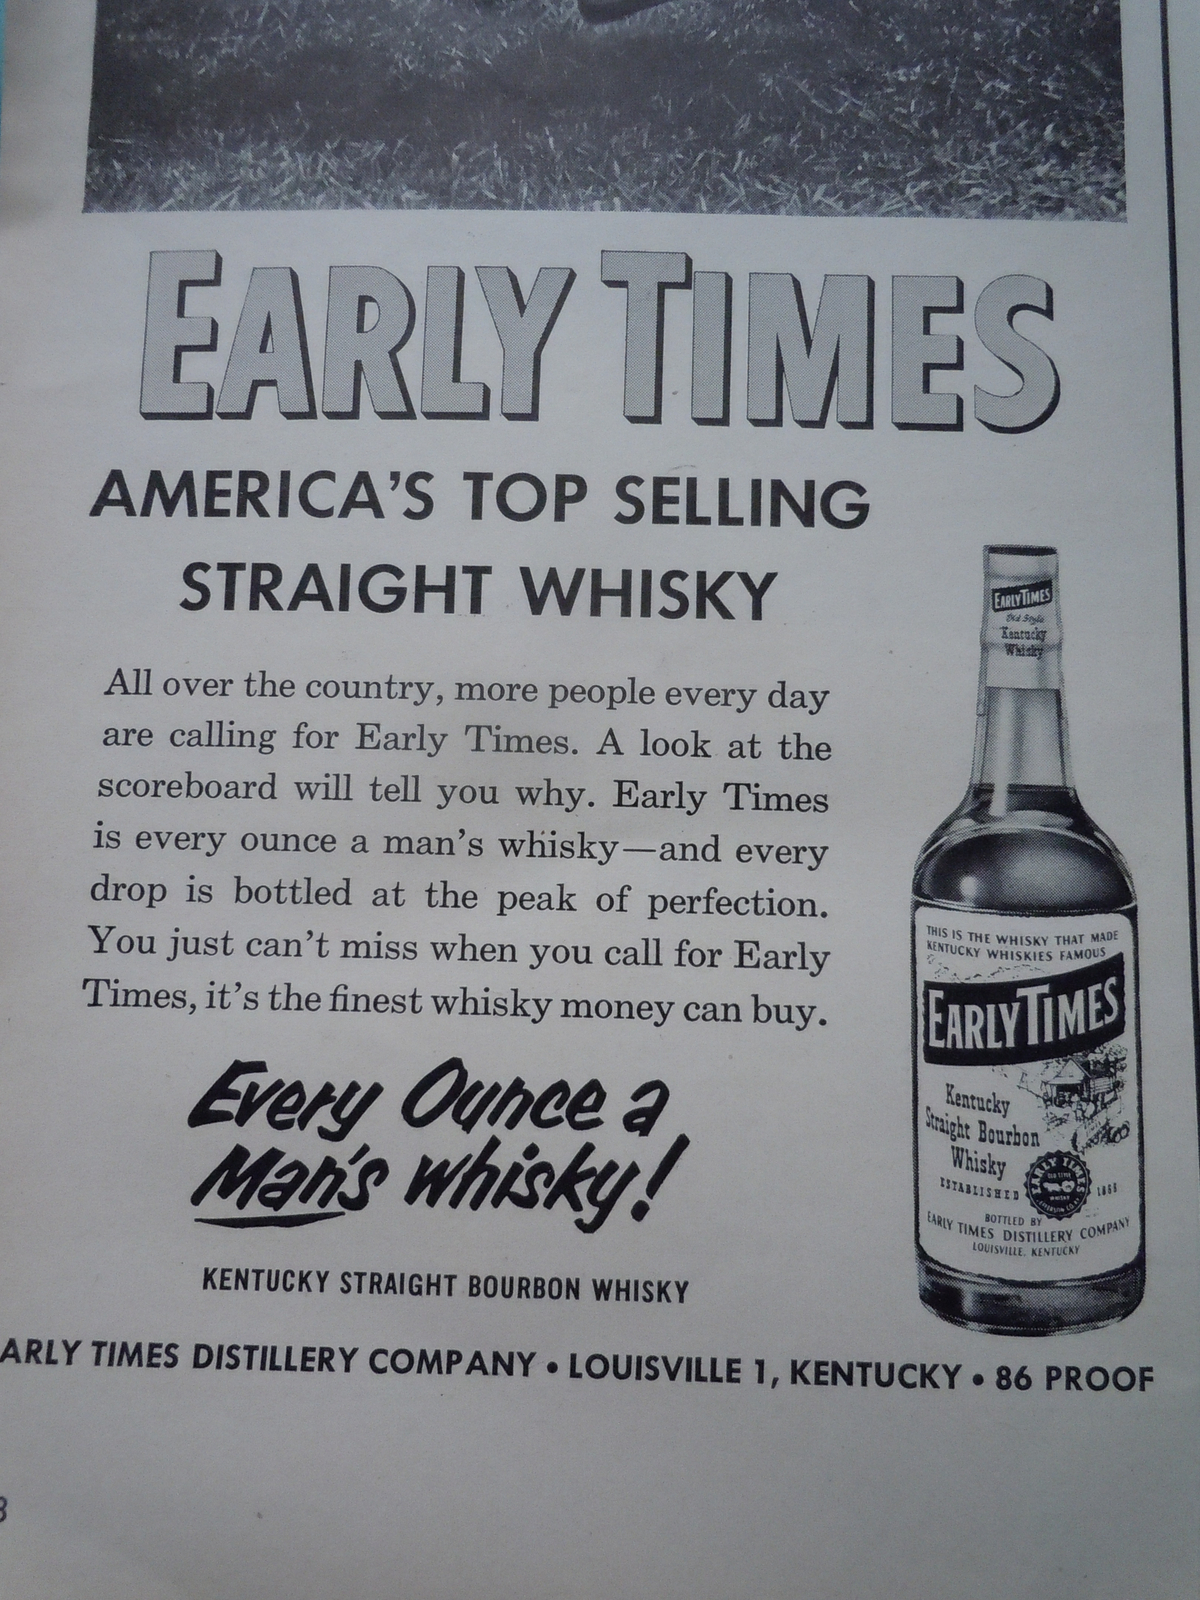 EARLY TIMES
AMERICA'S TOP SELLING
STRAIGHT WHISKY
All over the country, more people every day
are calling for Early Times. A look at the
scoreboard will tell you why. Early Times
is every ounce a man's whisky—and every
drop is bottled at the peak of perfection.
You just can't miss when you call for Early
Times, it's the finest whisky money can buy.
Every Ounce a
Man's whisky!
KENTUCKY STRAIGHT BOURBON WHISKY
EARLY TIMES
Old Style
Kentucky
Whisky
THIS IS THE WHISKY THAT MADE
KENTUCKY WHISKIES FAMOUS
EARLY TIMES
Kentucky
Straight Bourbon
Whisky
ESTABLISHED
EARLY TIMES
WHISKY
BOTTLED BY
EARLY TIMES DISTILLERY COMPANY
LOUISVILLE, KENTUCKY
ARLY TIMES DISTILLERY COMPANY • LOUISVILLE 1, KENTUCKY • 86 PROOF